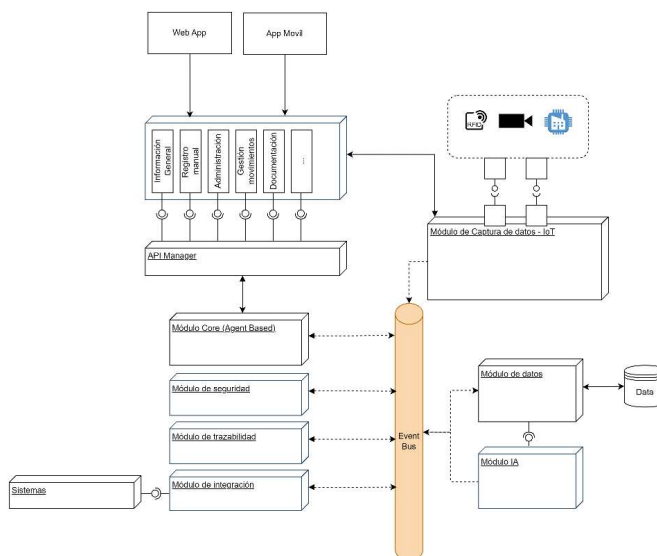 Web App
App Movil
Información
General
Registro
manual
Administración
Gestión
movimientos
Documentación
...
RFID
API Manager
Módulo de Captura de datos - IoT
Módulo Core (Agent Based)
Módulo de seguridad
Módulo de trazabilidad
Módulo de integración
Sistemas
Event
Bus
Módulo de datos
Data
Módulo IA